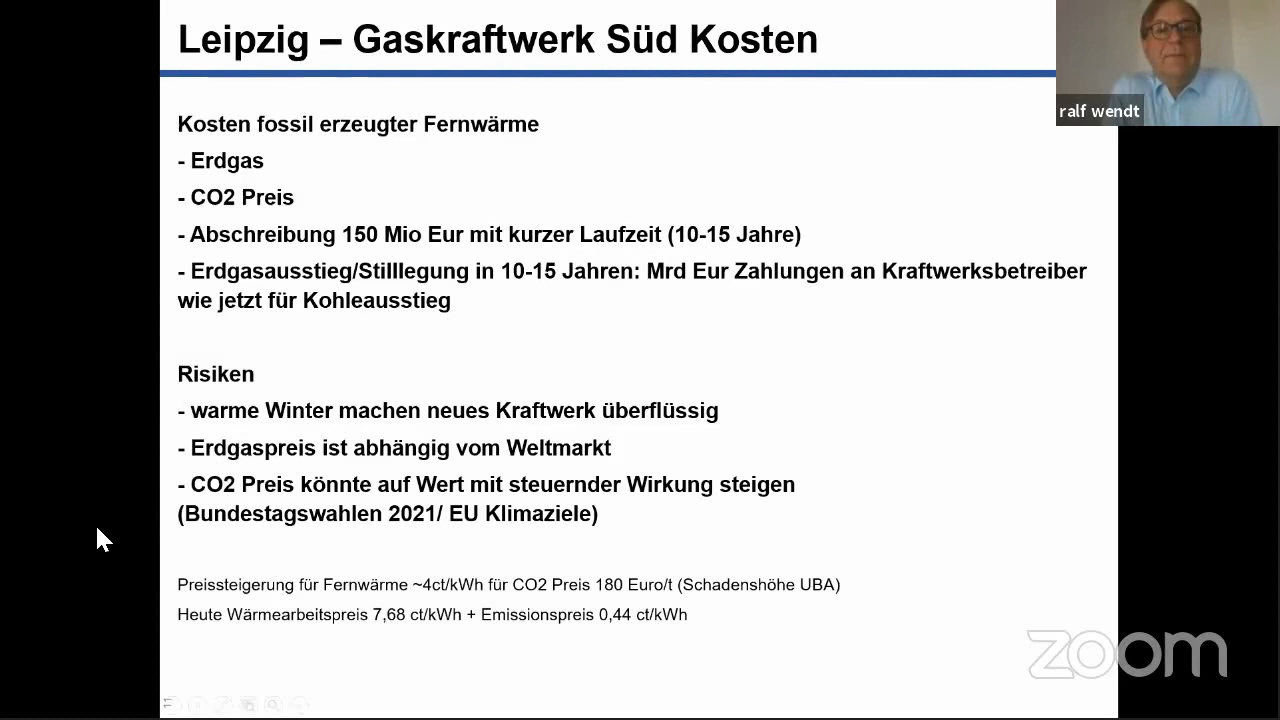 Leipzig – Gaskraftwerk Süd Kosten
ralf wendt
Kosten fossil erzeugter Fernwärme
- Erdgas
- CO2 Preis
- Abschreibung 150 Mio Eur mit kurzer Laufzeit (10-15 Jahre)
- Erdgasausstieg/Stilllegung in 10-15 Jahren: Mrd Eur Zahlungen an Kraftwerksbetreiber
wie jetzt für Kohleausstieg
Risiken
- warme Winter machen neues Kraftwerk überflüssig
- Erdgaspreis ist abhängig vom Weltmarkt
- CO2 Preis könnte auf Wert mit steuernder Wirkung steigen
(Bundestagswahlen 2021/ EU Klimaziele)
Preissteigerung für Fernwärme ~4ct/kWh für CO2 Preis 180 Euro/t (Schadenshöhe UBA)
Heute Wärmearbeitspreis 7,68 ct/kWh + Emissionspreis 0,44 ct/kWh
zoom